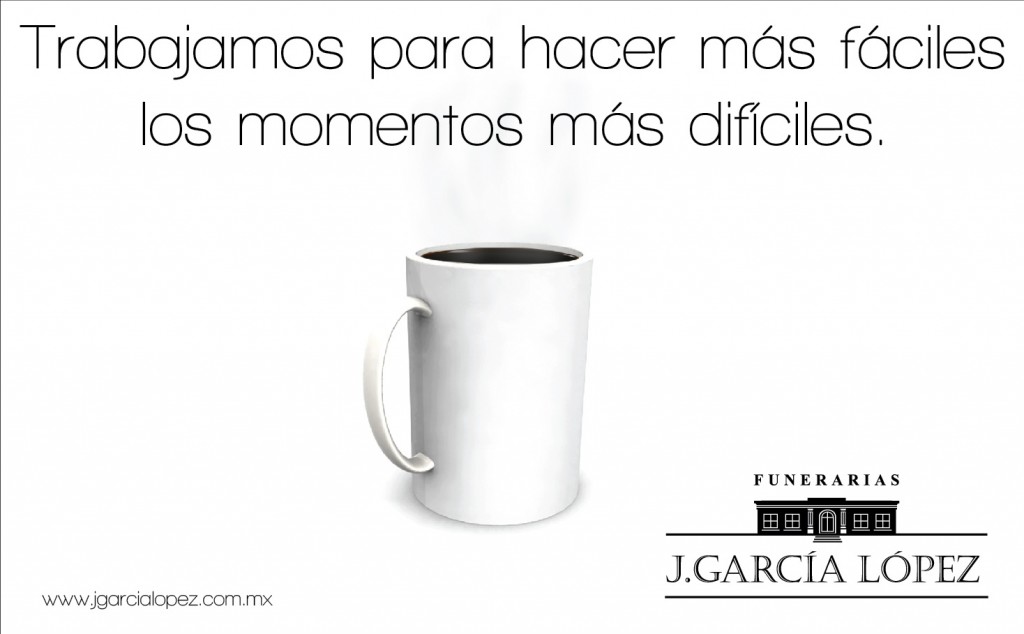 Trabajamos para hacer más fáciles
los momentos más difíciles.
FUNERARIAS
J.GARCÍA LÓPEZ
www.jgarcialopez.com.mx